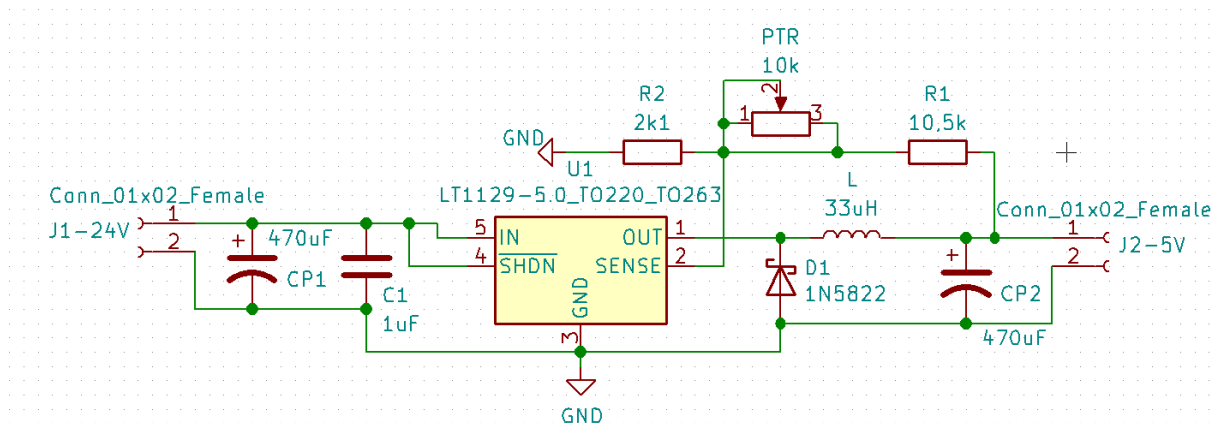 PTR
10k
2
1
3
R2
2k1
R1
10,5k
GND
U1
LT1129-5.0_TO220_TO263
Conn_01x02_Female
J1-24V
1
2
+
470uF
CP1
C1
1uF
5
IN
4
SHDN
OUT
1
SENSE
2
GND
3
GND
L
33uH
D1
1N5822
+
CP2
470uF
Conn_01x02_Female
J2-5V
1
2